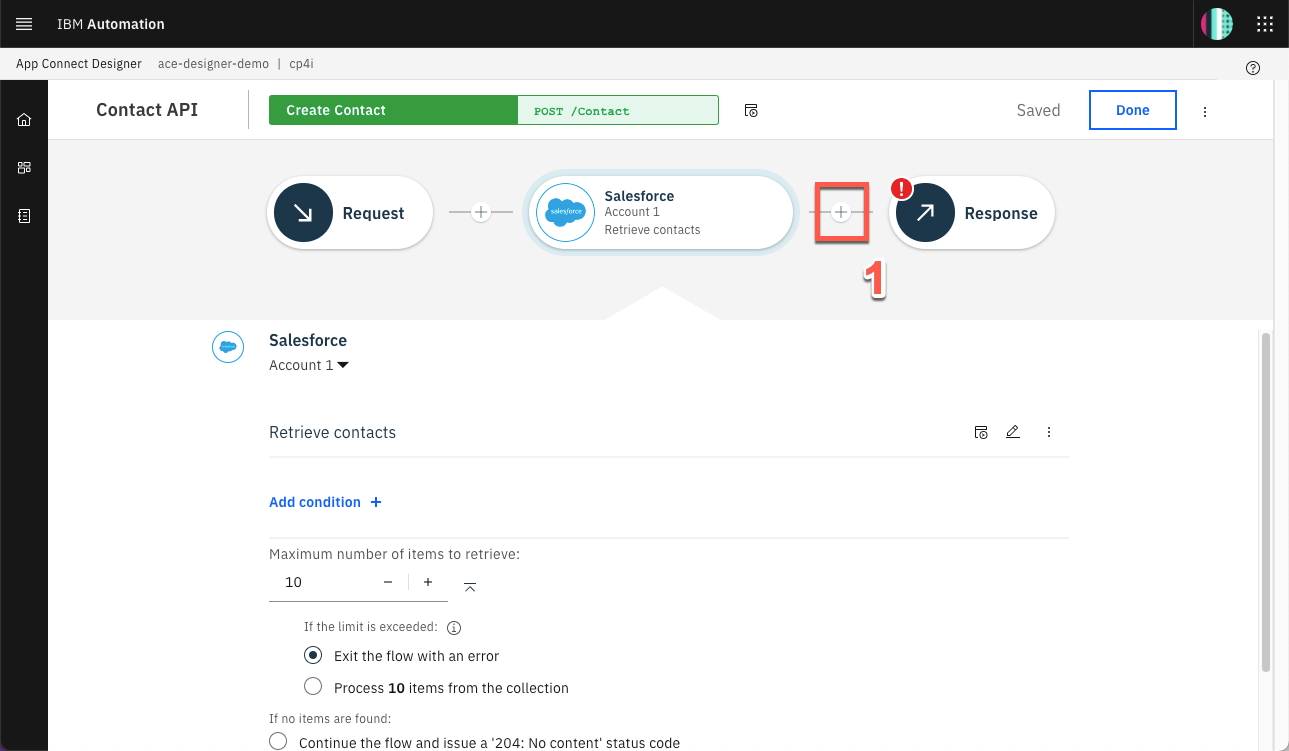 IBM Automation
App Connect Designer ace-designer-demo | cp4i
Contact API
Create Contact
POST /Contact
Saved
Done
Request
salesforce
Salesforce
Account 1
Retrieve contacts
!
Response
1
Salesforce
Account 1
Retrieve contacts
Add condition +
Maximum number of items to retrieve:
10 − +
If the limit is exceeded:
Exit the flow with an error
Process 10 items from the collection
If no items are found:
Continue the flow and issue a '204: No content' status code